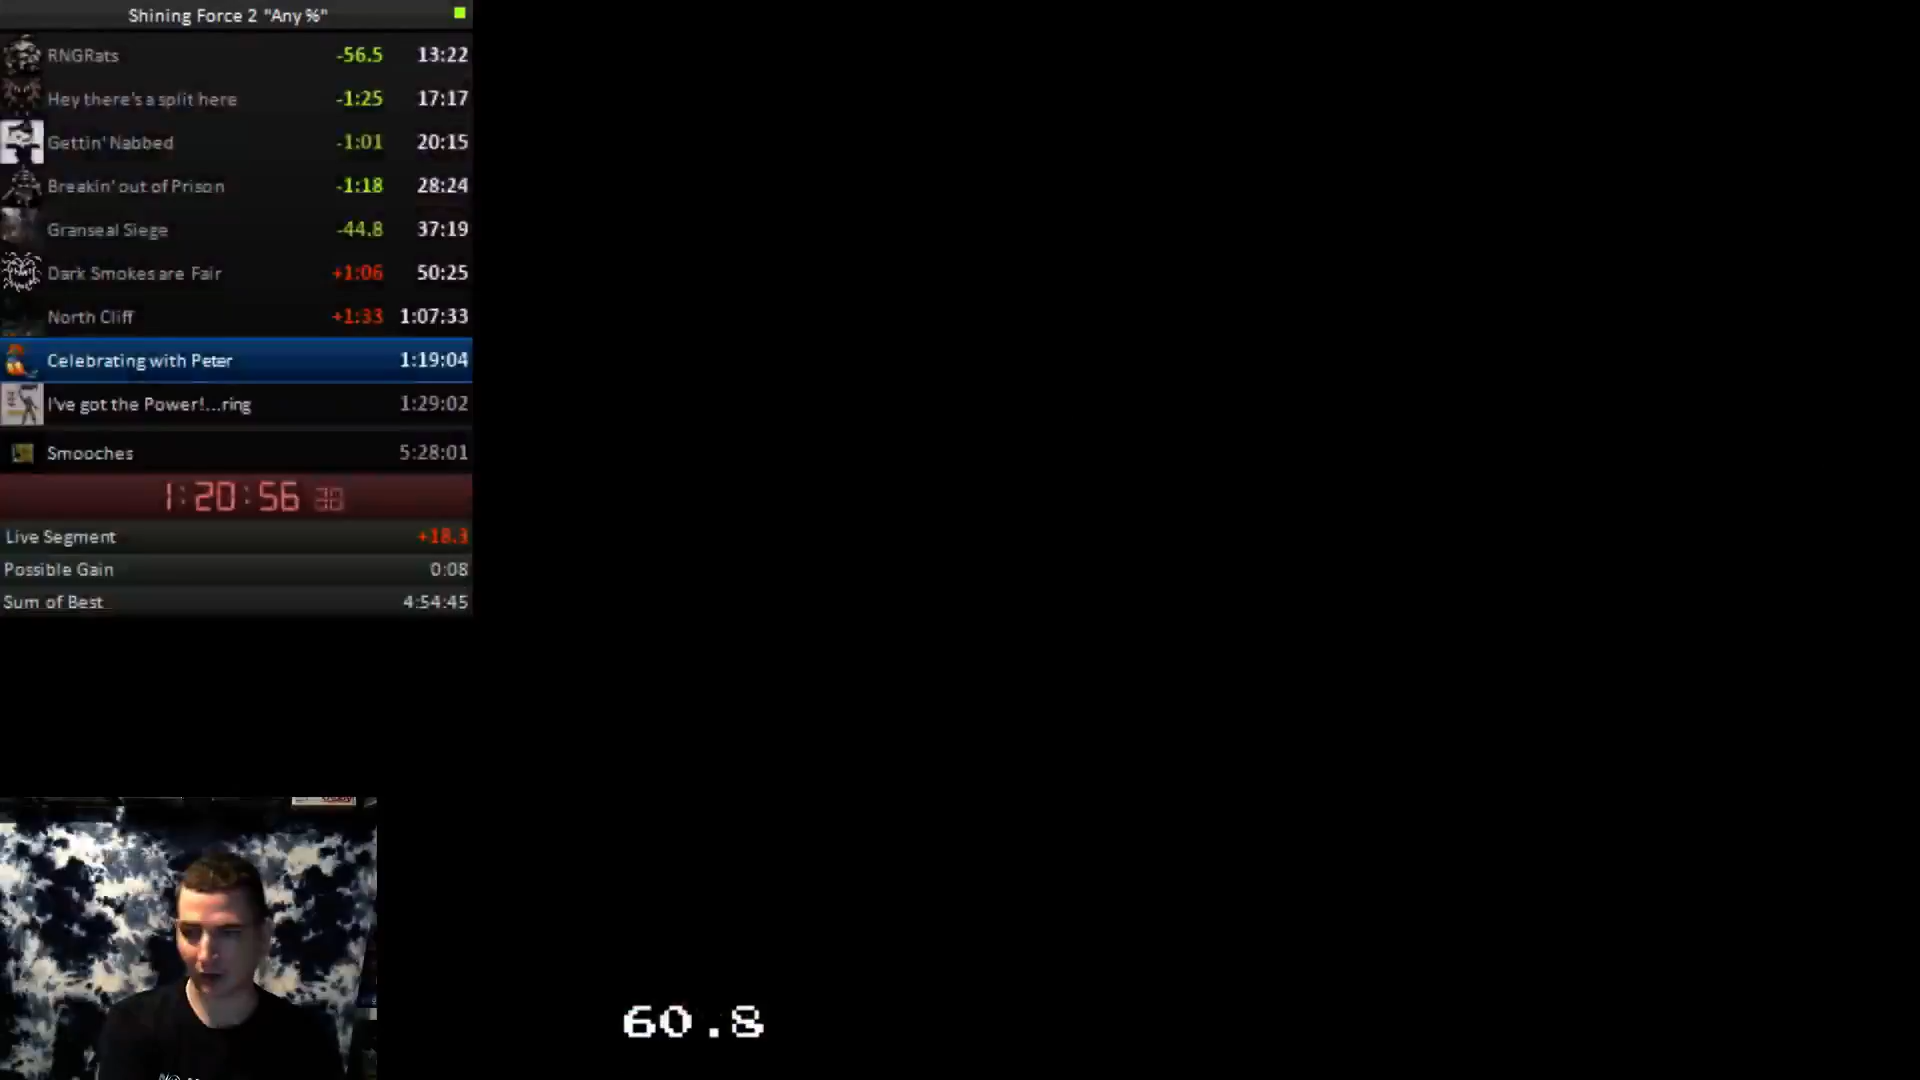 Shining Force 2 "Any %"
RNGRats -56.5 13:22
Hey there's a split here -1:25 17:17
Gettin' Nabbed -1:01 20:15
Breakin' out of Prison -1:18 28:24
Granseal Siege -44.8 37:19
Dark Smokes are Fair +1:06 50:25
North Cliff +1:33 1:07:33
Celebrating with Peter 1:19:04
I've got the Power!...ring 1:29:02
Smooches 5:28:01
1:20:56 30
Live Segment +18.3
Possible Gain 0:08
Sum of Best 4:54:45
60.8